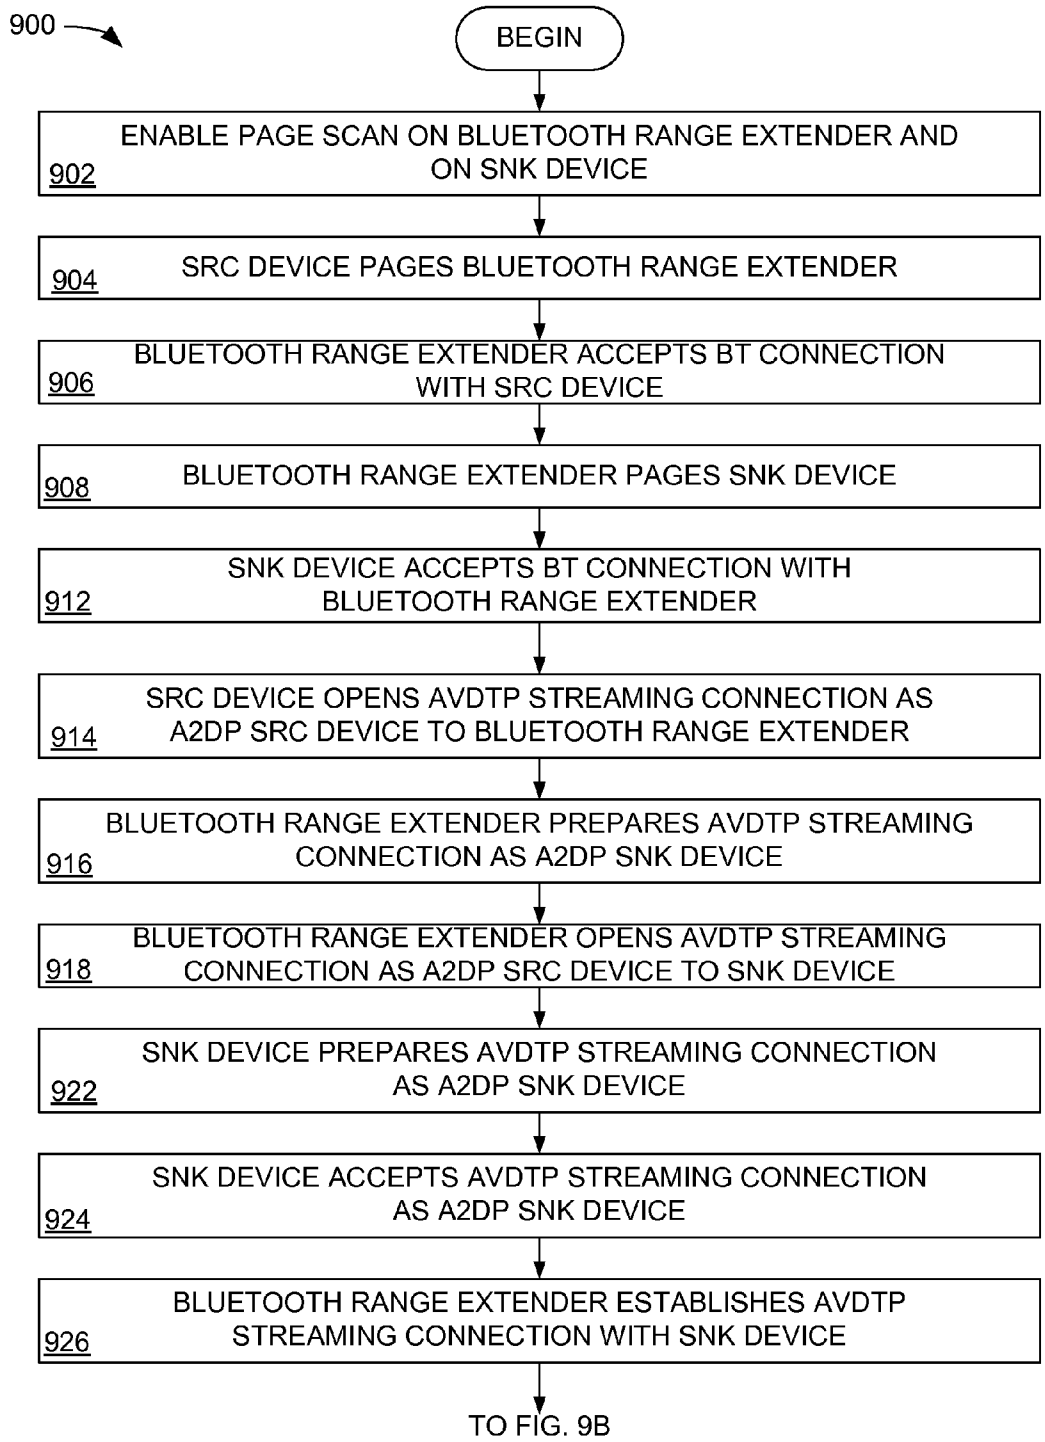 900
BEGIN
ENABLE PAGE SCAN ON BLUETOOTH RANGE EXTENDER AND
ON SNK DEVICE
902
SRC DEVICE PAGES BLUETOOTH RANGE EXTENDER
904
BLUETOOTH RANGE EXTENDER ACCEPTS BT CONNECTION
WITH SRC DEVICE
906
BLUETOOTH RANGE EXTENDER PAGES SNK DEVICE
908
SNK DEVICE ACCEPTS BT CONNECTION WITH
BLUETOOTH RANGE EXTENDER
912
SRC DEVICE OPENS AVDTP STREAMING CONNECTION AS
A2DP SRC DEVICE TO BLUETOOTH RANGE EXTENDER
914
BLUETOOTH RANGE EXTENDER PREPARES AVDTP STREAMING
CONNECTION AS A2DP SNK DEVICE
916
BLUETOOTH RANGE EXTENDER OPENS AVDTP STREAMING
CONNECTION AS A2DP SRC DEVICE TO SNK DEVICE
918
SNK DEVICE PREPARES AVDTP STREAMING CONNECTION
AS A2DP SNK DEVICE
922
SNK DEVICE ACCEPTS AVDTP STREAMING CONNECTION
AS A2DP SNK DEVICE
924
BLUETOOTH RANGE EXTENDER ESTABLISHES AVDTP
STREAMING CONNECTION WITH SNK DEVICE
926
TO FIG. 9B